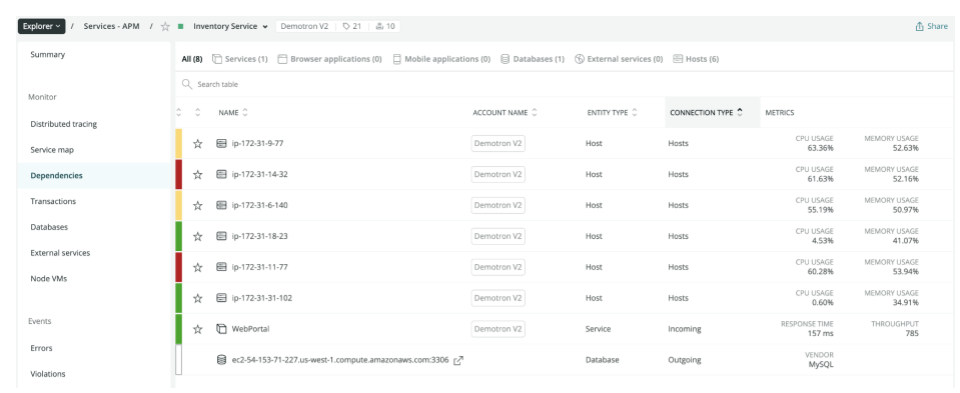 Explorer / Services - APM / Inventory Service Demotron V2 21 10 Share
Summary
Monitor
Distributed tracing
Service map
Dependencies
Transactions
Databases
External services
Node VMs
Events
Errors
Violations
All (8) Services (1) Browser applications (0) Mobile applications (0) Databases (1) External services (0) Hosts (6)
Search table
NAME ACCOUNT NAME ENTITY TYPE CONNECTION TYPE METRICS
CPU USAGE MEMORY USAGE
ip-172-31-9-77 Demotron V2 Host Hosts 63.36% 52.63%
CPU USAGE MEMORY USAGE
ip-172-31-14-32 Demotron V2 Host Hosts 61.63% 52.16%
CPU USAGE MEMORY USAGE
ip-172-31-6-140 Demotron V2 Host Hosts 55.19% 50.97%
CPU USAGE MEMORY USAGE
ip-172-31-18-23 Demotron V2 Host Hosts 4.53% 41.07%
CPU USAGE MEMORY USAGE
ip-172-31-11-77 Demotron V2 Host Hosts 60.28% 53.94%
CPU USAGE MEMORY USAGE
ip-172-31-31-102 Demotron V2 Host Hosts 0.60% 34.91%
RESPONSE TIME THROUGHPUT
WebPortal Demotron V2 Service Incoming 157 ms 785
VENDOR
ec2-54-153-71-227.us-west-1.compute.amazonaws.com:3306 Database Outgoing MySQL